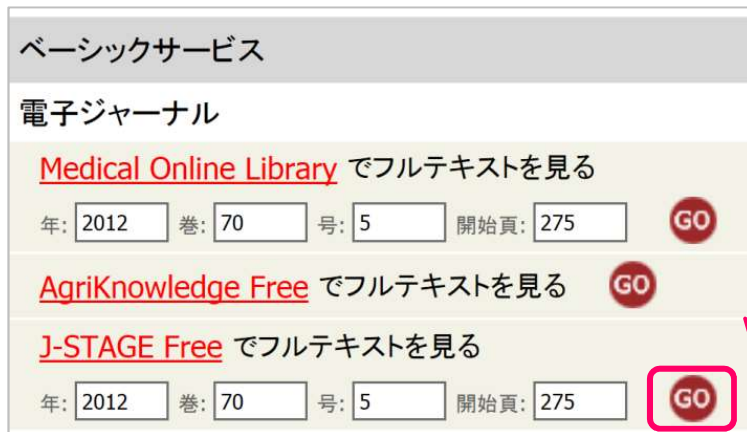 ベーシックサービス
電子ジャーナル
Medical Online Library でフルテキストを見る
年: 2012 巻: 70 号: 5 開始頁: 275 GO
AgriKnowledge Free でフルテキストを見る GO
J-STAGE Free でフルテキストを見る
年: 2012 巻: 70 号: 5 開始頁: 275 GO